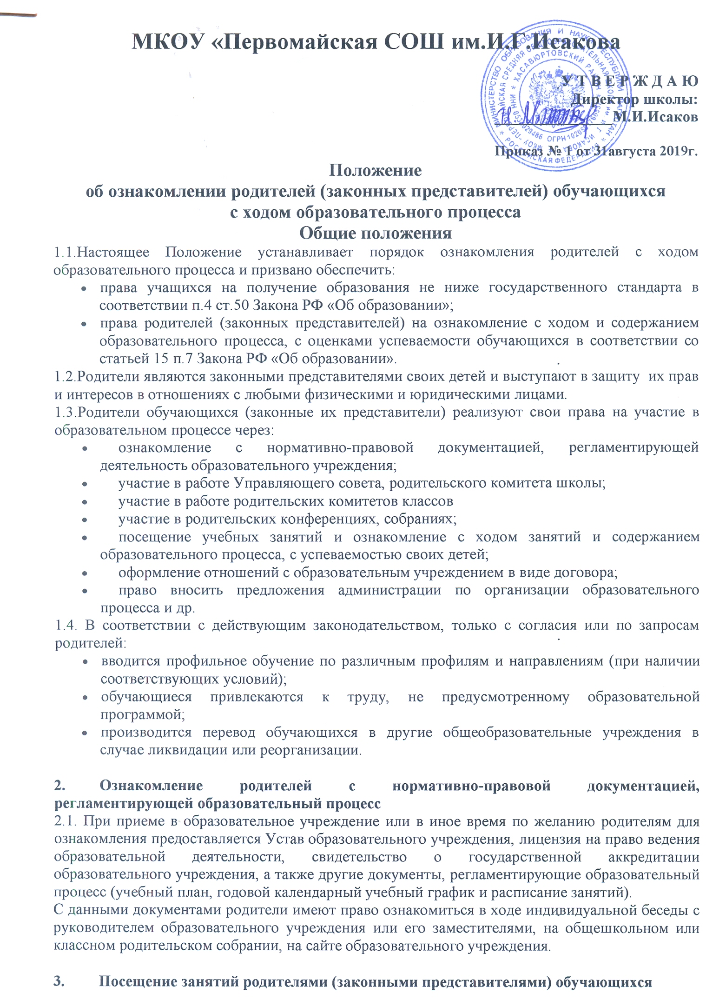 МКОУ «Первомайская СОШ им.И.Г.Исакова
У Т В Е Р Ж Д А Ю
Директор школы:
М.И.Исаков
Приказ № 1 от 31августа 2019г.
МИНИСТЕРСТВО ОБРАЗОВАНИЯ И НАУКИ РЕСПУБЛИКИ ДАГЕСТАН * РОССИЙСКАЯ ФЕДЕРАЦИЯ *
ХАСАВЮРТОВСКИЙ РАЙОН
Положение
об ознакомлении родителей (законных представителей) обучающихся
с ходом образовательного процесса
Общие положения
1.1.Настоящее Положение устанавливает порядок ознакомления родителей с ходом
образовательного процесса и призвано обеспечить:
• права учащихся на получение образования не ниже государственного стандарта в
соответствии п.4 ст.50 Закона РФ «Об образовании»;
• права родителей (законных представителей) на ознакомление с ходом и содержанием
образовательного процесса, с оценками успеваемости обучающихся в соответствии со
статьей 15 п.7 Закона РФ «Об образовании».
1.2.Родители являются законными представителями своих детей и выступают в защиту их прав
и интересов в отношениях с любыми физическими и юридическими лицами.
1.3.Родители обучающихся (законные их представители) реализуют свои права на участие в
образовательном процессе через:
• ознакомление с нормативно-правовой документацией, регламентирующей
деятельность образовательного учреждения;
• участие в работе Управляющего совета, родительского комитета школы;
• участие в работе родительских комитетов классов
• участие в родительских конференциях, собраниях;
• посещение учебных занятий и ознакомление с ходом занятий и содержанием
образовательного процесса, с успеваемостью своих детей;
• оформление отношений с образовательным учреждением в виде договора;
• право вносить предложения администрации по организации образовательного
процесса и др.
1.4. В соответствии с действующим законодательством, только с согласия или по запросам
родителей:
• вводится профильное обучение по различным профилям и направлениям (при наличии
соответствующих условий);
• обучающиеся привлекаются к труду, не предусмотренному образовательной
программой;
• производится перевод обучающихся в другие общеобразовательные учреждения в
случае ликвидации или реорганизации.
2. Ознакомление родителей с нормативно-правовой документацией,
регламентирующей образовательный процесс
2.1. При приеме в образовательное учреждение или в иное время по желанию родителям для
ознакомления предоставляется Устав образовательного учреждения, лицензия на право ведения
образовательной деятельности, свидетельство о государственной аккредитации
образовательного учреждения, а также другие документы, регламентирующие образовательный
процесс (учебный план, годовой календарный учебный график и расписание занятий).
С данными документами родители имеют право ознакомиться в ходе индивидуальной беседы с
руководителем образовательного учреждения или его заместителями, на общешкольном или
классном родительском собрании, на сайте образовательного учреждения.
3. Посещение занятий родителями (законными представителями) обучающихся